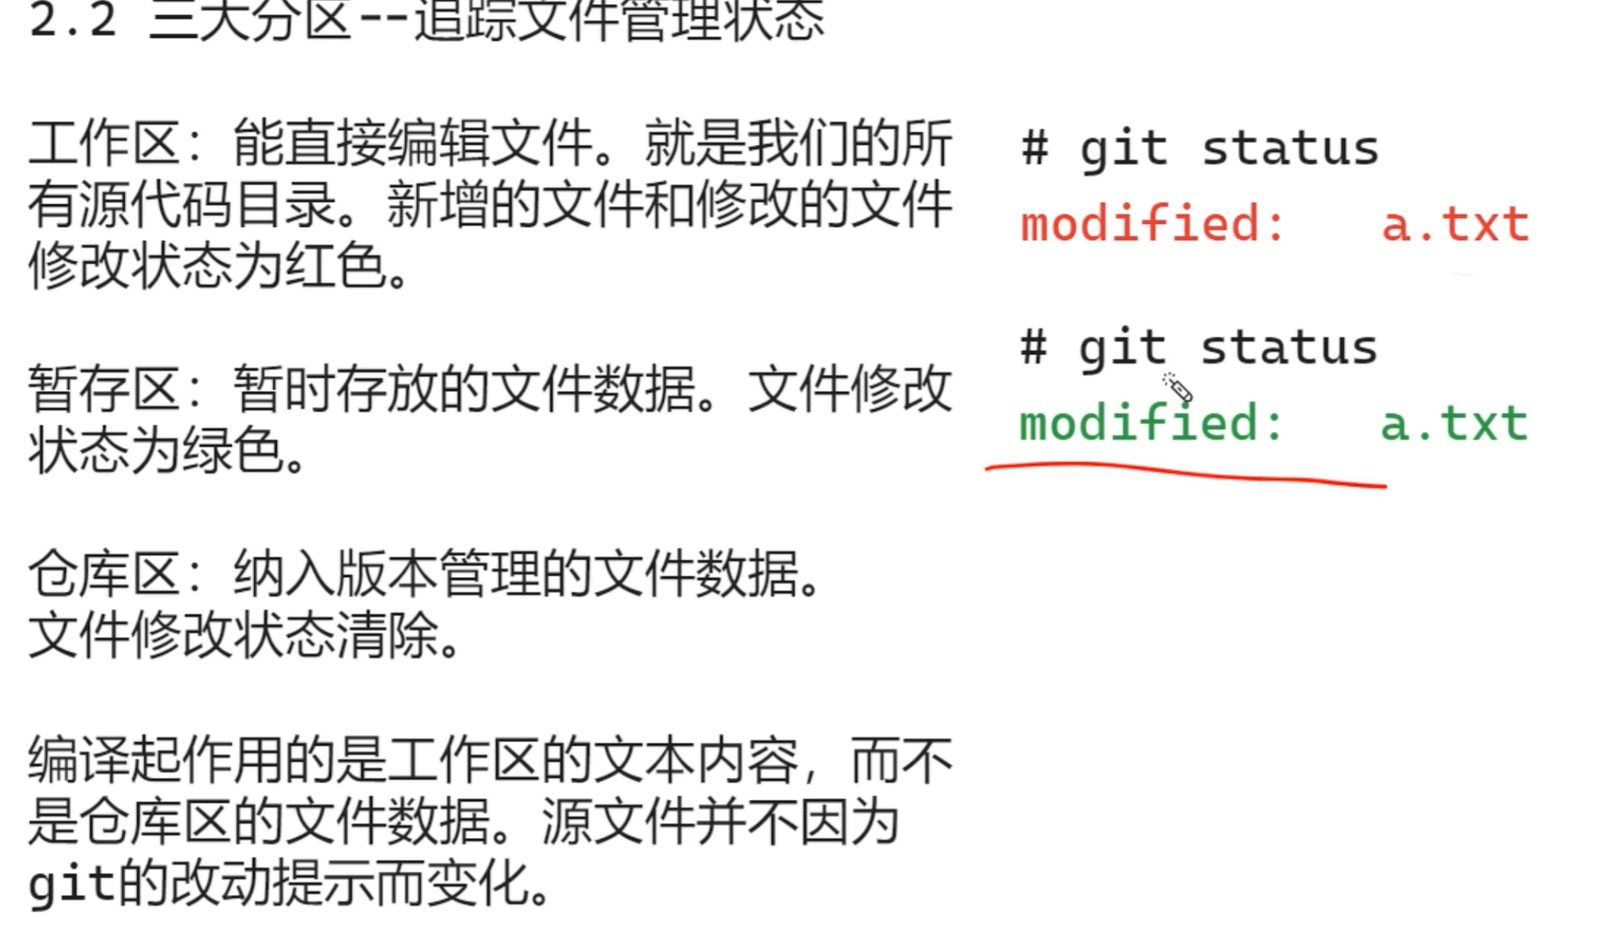 2.2 三大分区--追踪文件管理状态
工作区：能直接编辑文件。就是我们的所
有源代码目录。新增的文件和修改的文件
修改状态为红色。
暂存区：暂时存放的文件数据。文件修改
状态为绿色。
仓库区：纳入版本管理的文件数据。
文件修改状态清除。
编译起作用的是工作区的文本内容，而不
是仓库区的文件数据。源文件并不因为
git的改动提示而变化。
# git status
modified:   a.txt
# git status
modified:   a.txt